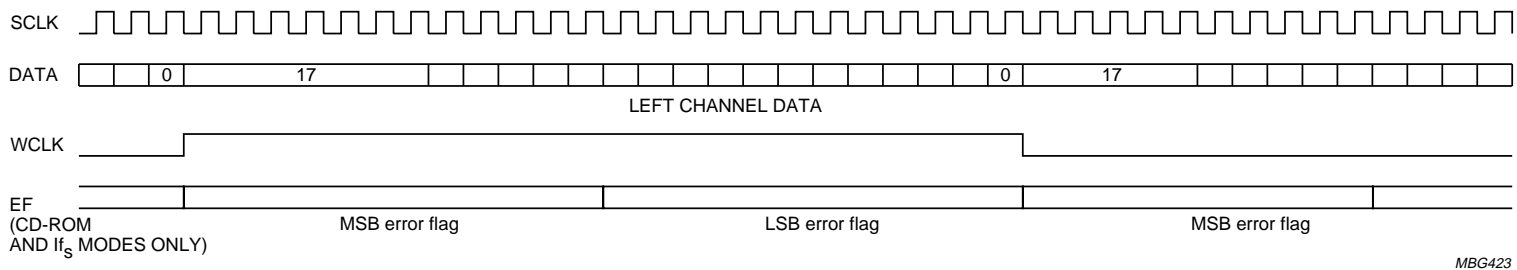 SCLK
DATA 0 17 0 17
LEFT CHANNEL DATA
WCLK
EF
(CD-ROM
AND Ifs MODES ONLY)
MSB error flag LSB error flag MSB error flag
MBG423